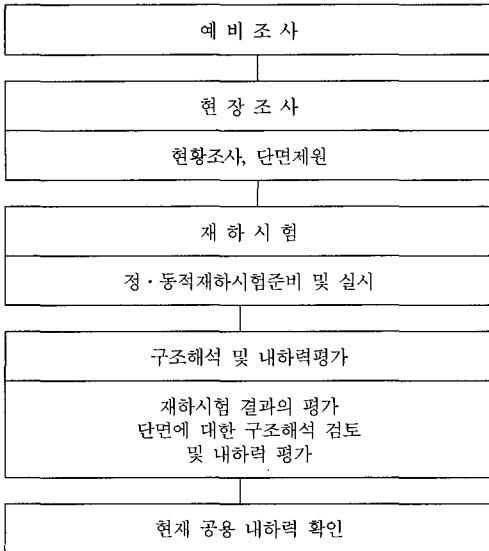 예 비 조 사
현 장 조 사
현황조사, 단면제원
재 하 시 험
정 · 동적재하시험준비 및 실시
구조해석 및 내하력평가
재하시험 결과의 평가
단면에 대한 구조해석 검토
및 내하력 평가
현재 공용 내하력 확인